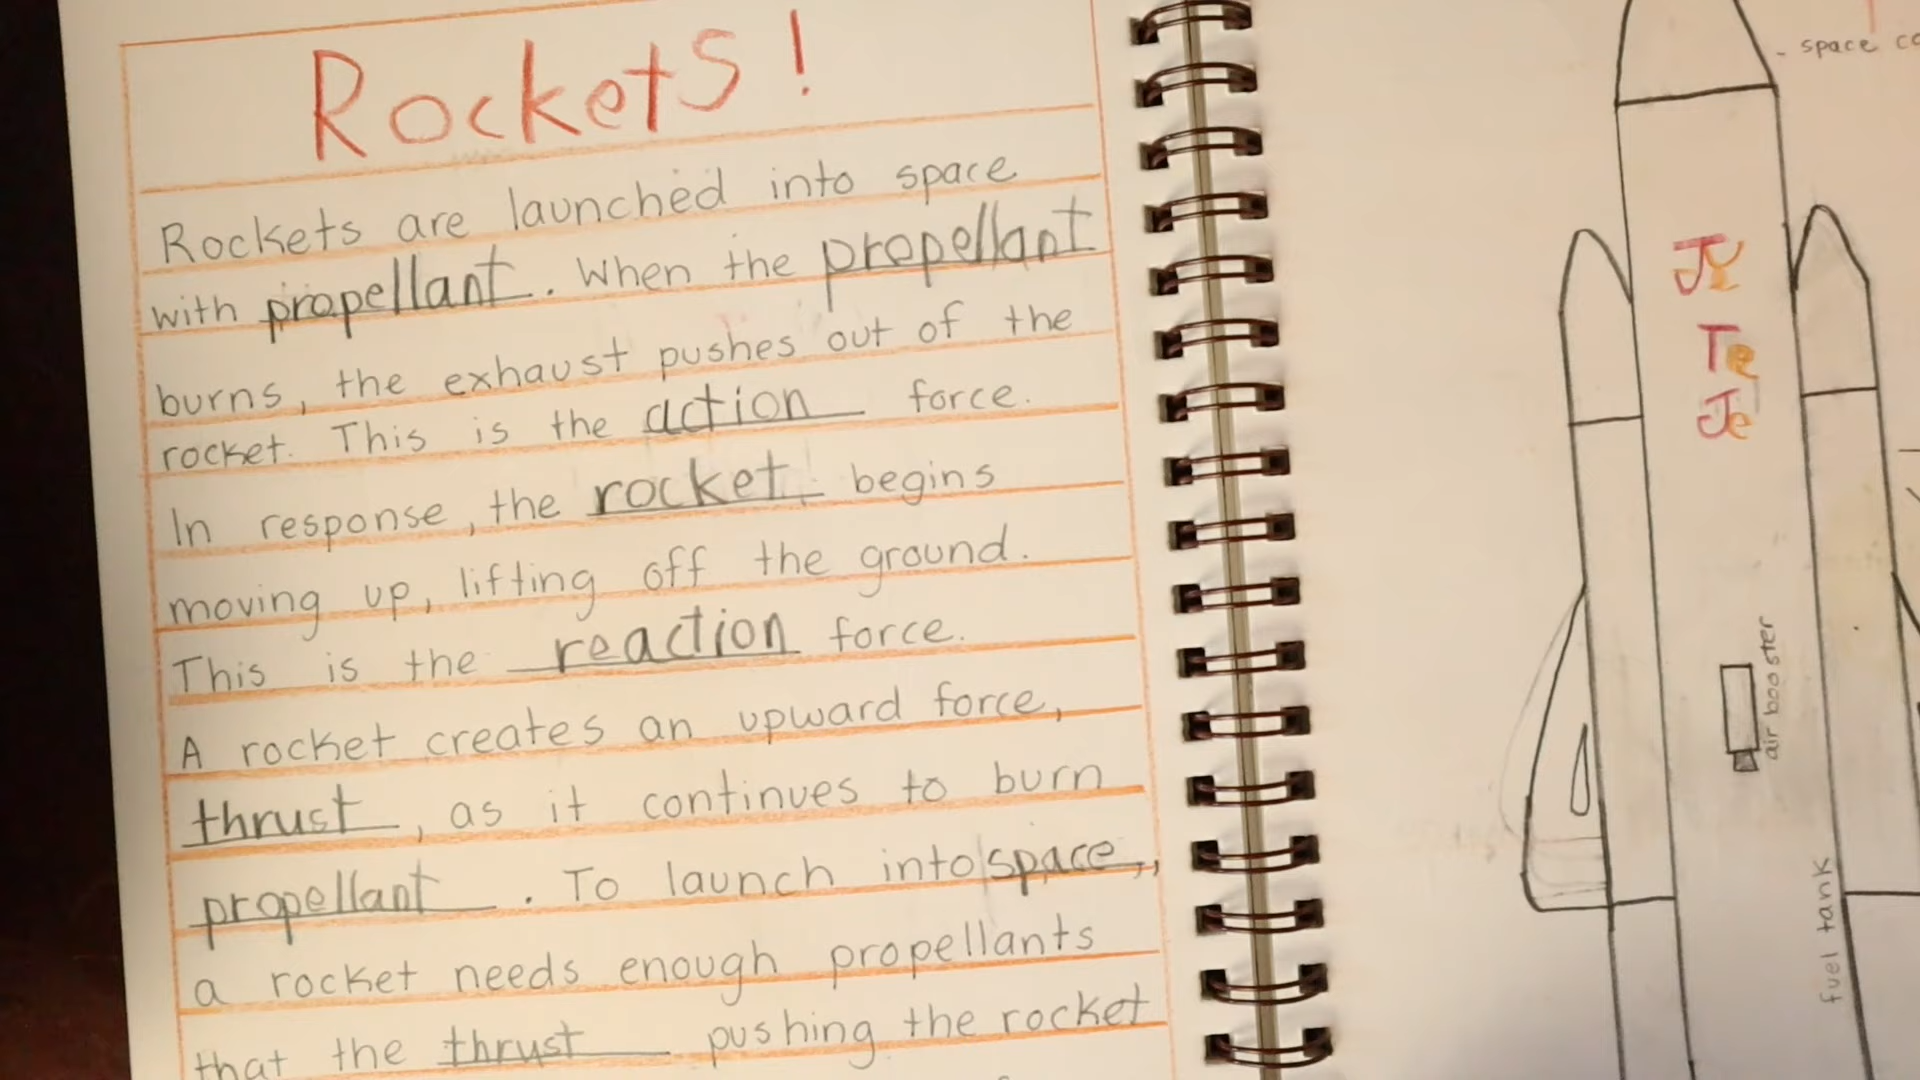 Rockets!
Rockets are launched into space
with propellant. When the propellant
burns, the exhaust pushes out of the
rocket. This is the action force.
In response, the rocket begins
moving up, lifting off the ground.
This is the reaction force.
A rocket creates an upward force,
thrust, as it continues to burn
propellant. To launch into space,,
a rocket needs enough propellants
that the thrust pushing the rocket
- space
Te
Je
air booster
fuel tank